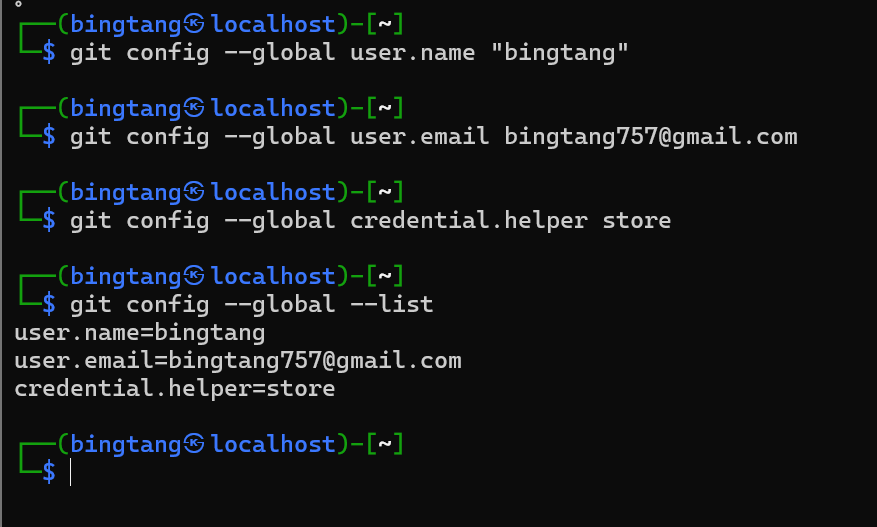 ┌──(bingtang㉿localhost)-[~]
└─$ git config --global user.name "bingtang"
┌──(bingtang㉿localhost)-[~]
└─$ git config --global user.email bingtang757@gmail.com
┌──(bingtang㉿localhost)-[~]
└─$ git config --global credential.helper store
┌──(bingtang㉿localhost)-[~]
└─$ git config --global --list
user.name=bingtang
user.email=bingtang757@gmail.com
credential.helper=store
┌──(bingtang㉿localhost)-[~]
└─$